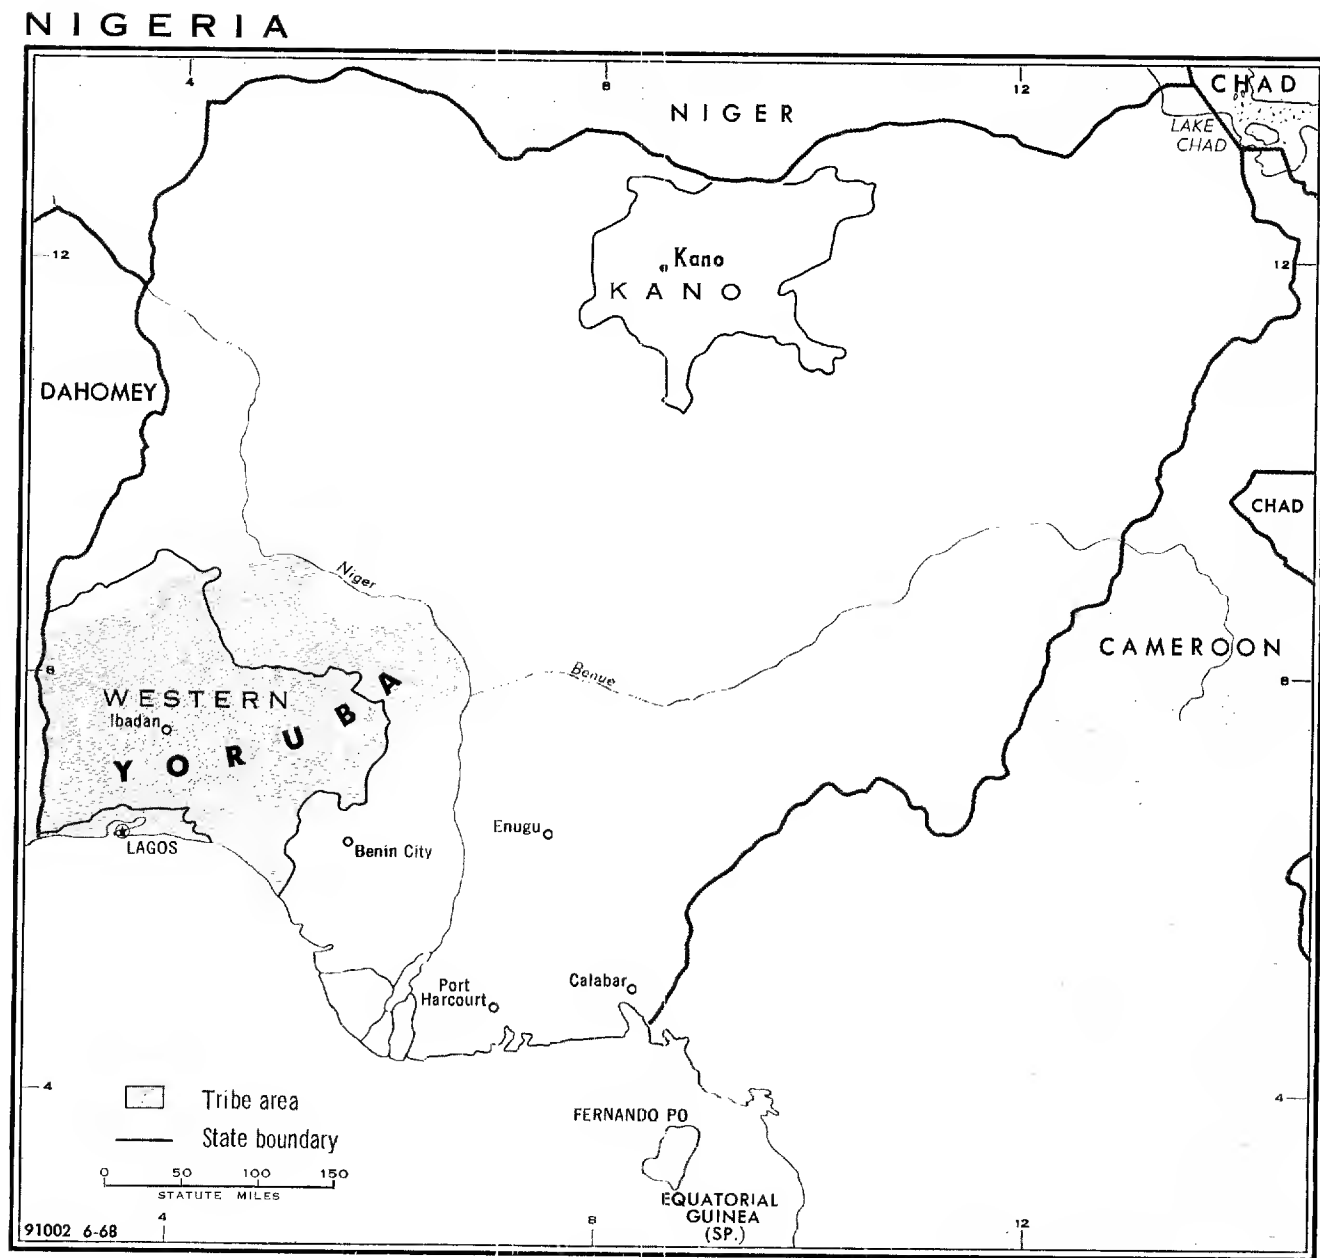 NIGERIA
4
8
12
CHAD
NIGER
LAKE
CHAD
12
12
Kano
KANO
DAHOMEY
CHAD
Niger
CAMEROON
8
Benue
8
WESTERN
Ibadan
YORUBA
Enugu
LAGOS
Benin City
Port
Harcourt
Calabar
4
Tribe area
4
FERNANDO PO
State boundary
0 50 100 150
STATUTE MILES
EQUATORIAL
GUINEA
(SP.)
91002 6-68
4
8
12